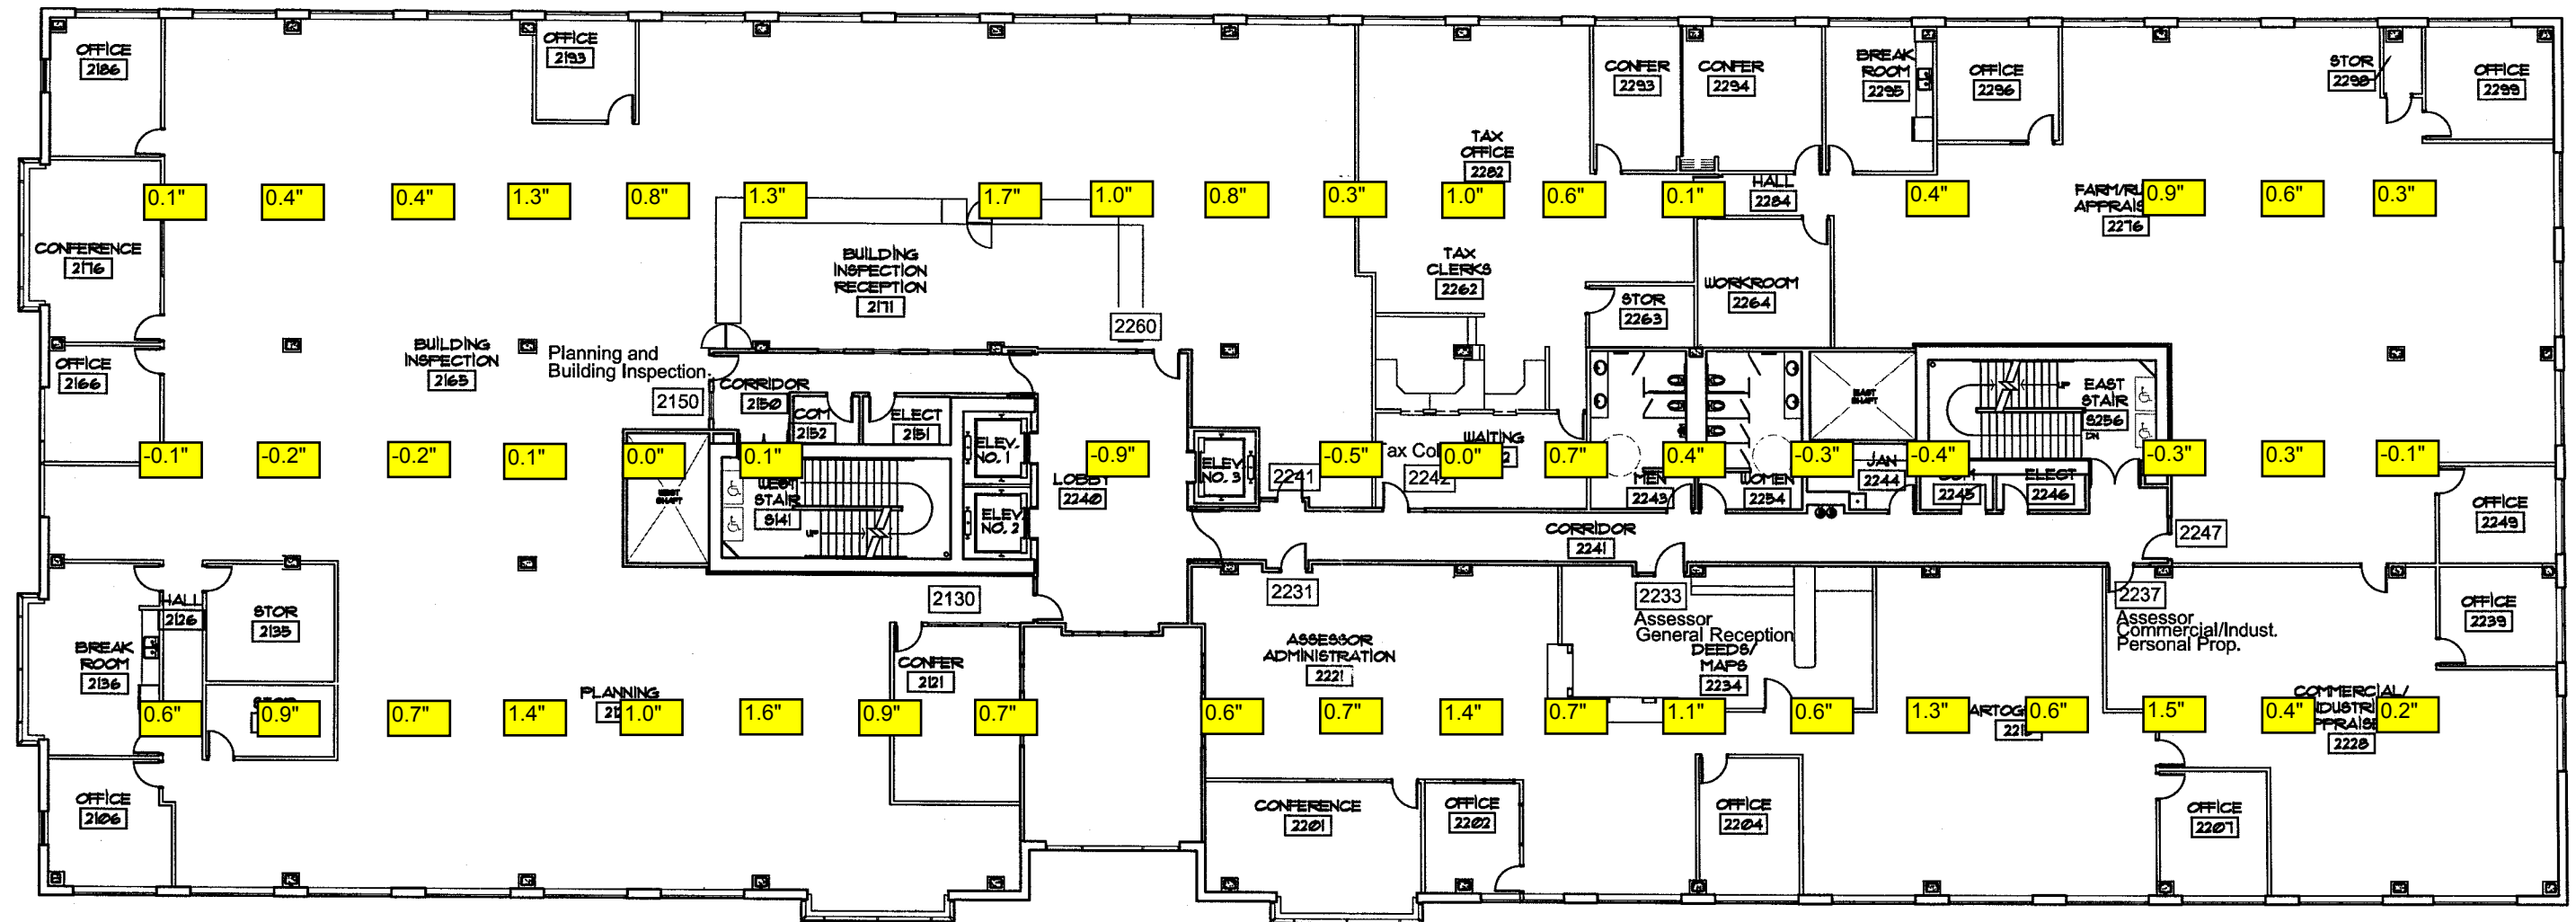 OFFICE
2186
OFFICE
2193
CONFER
2293
CONFER
2294
BREAK
ROOM
2295
OFFICE
2296
STOR
2298
OFFICE
2299
TAX
OFFICE
2282
HALL
2284
FARM/RU
APPRAIS
2276
0.1"
0.4"
0.4"
1.3"
0.8"
1.3"
1.7"
1.0"
0.8"
0.3"
1.0"
0.6"
0.1"
0.4"
0.9"
0.6"
0.3"
CONFERENCE
2176
BUILDING
INSPECTION
RECEPTION
2171
TAX
CLERKS
2262
STOR
2263
WORKROOM
2264
2260
OFFICE
2166
BUILDING
INSPECTION
2165
Planning and
Building Inspection
2150
CORRIDOR
2150
COM
2152
ELECT
2151
ELEV.
NO. 1
ELEV.
NO. 2
ELEV.
NO. 3
LOBBY
2240
EAST
SHAFT
UP
DN
EAST
STAIR
S256
-0.1"
-0.2"
-0.2"
0.1"
0.0"
0.1"
-0.9"
-0.5"
0.0"
0.7"
0.4"
-0.3"
-0.4"
-0.3"
0.3"
-0.1"
WEST
SHAFT
WEST
STAIR
S141
UP
2241
Tax Col
WAITING
2242
MEN
2243
WOMEN
2254
JAN
2244
2245
ELECT
2246
OFFICE
2249
CORRIDOR
2241
2247
HALL
2126
STOR
2135
2130
2231
2233
Assessor
General Reception
DEEDS/
MAPS
2234
2237
Assessor
Commercial/Indust.
Personal Prop.
OFFICE
2239
BREAK
ROOM
2136
CONFER
2121
ASSESSOR
ADMINISTRATION
2221
PLANNING
COMMERCIAL/
2228
0.6"
0.9"
0.7"
1.4"
1.0"
1.6"
0.9"
0.7"
0.6"
0.7"
1.4"
0.7"
1.1"
0.6"
1.3"
0.6"
1.5"
0.4"
0.2"
OFFICE
2106
CONFERENCE
2201
OFFICE
2202
OFFICE
2204
OFFICE
2207